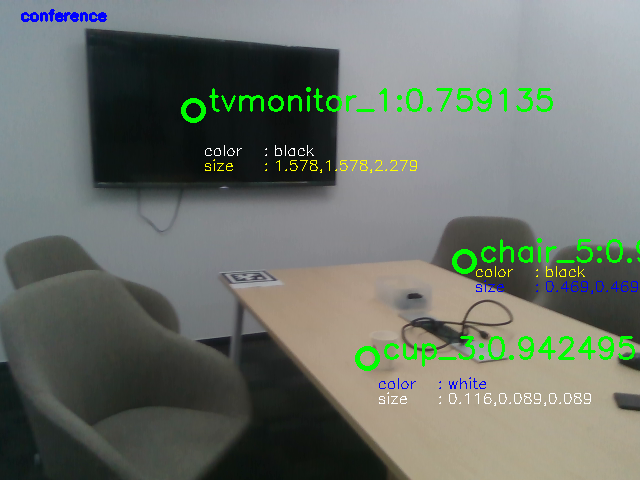 conference
tvmonitor_1:0.759135
color : black
size : 1.578,1.578,2.279
chair_5:0.9
color : black
size : 0.469,0.469
cup_3:0.942495
color : white
size : 0.116,0.089,0.089